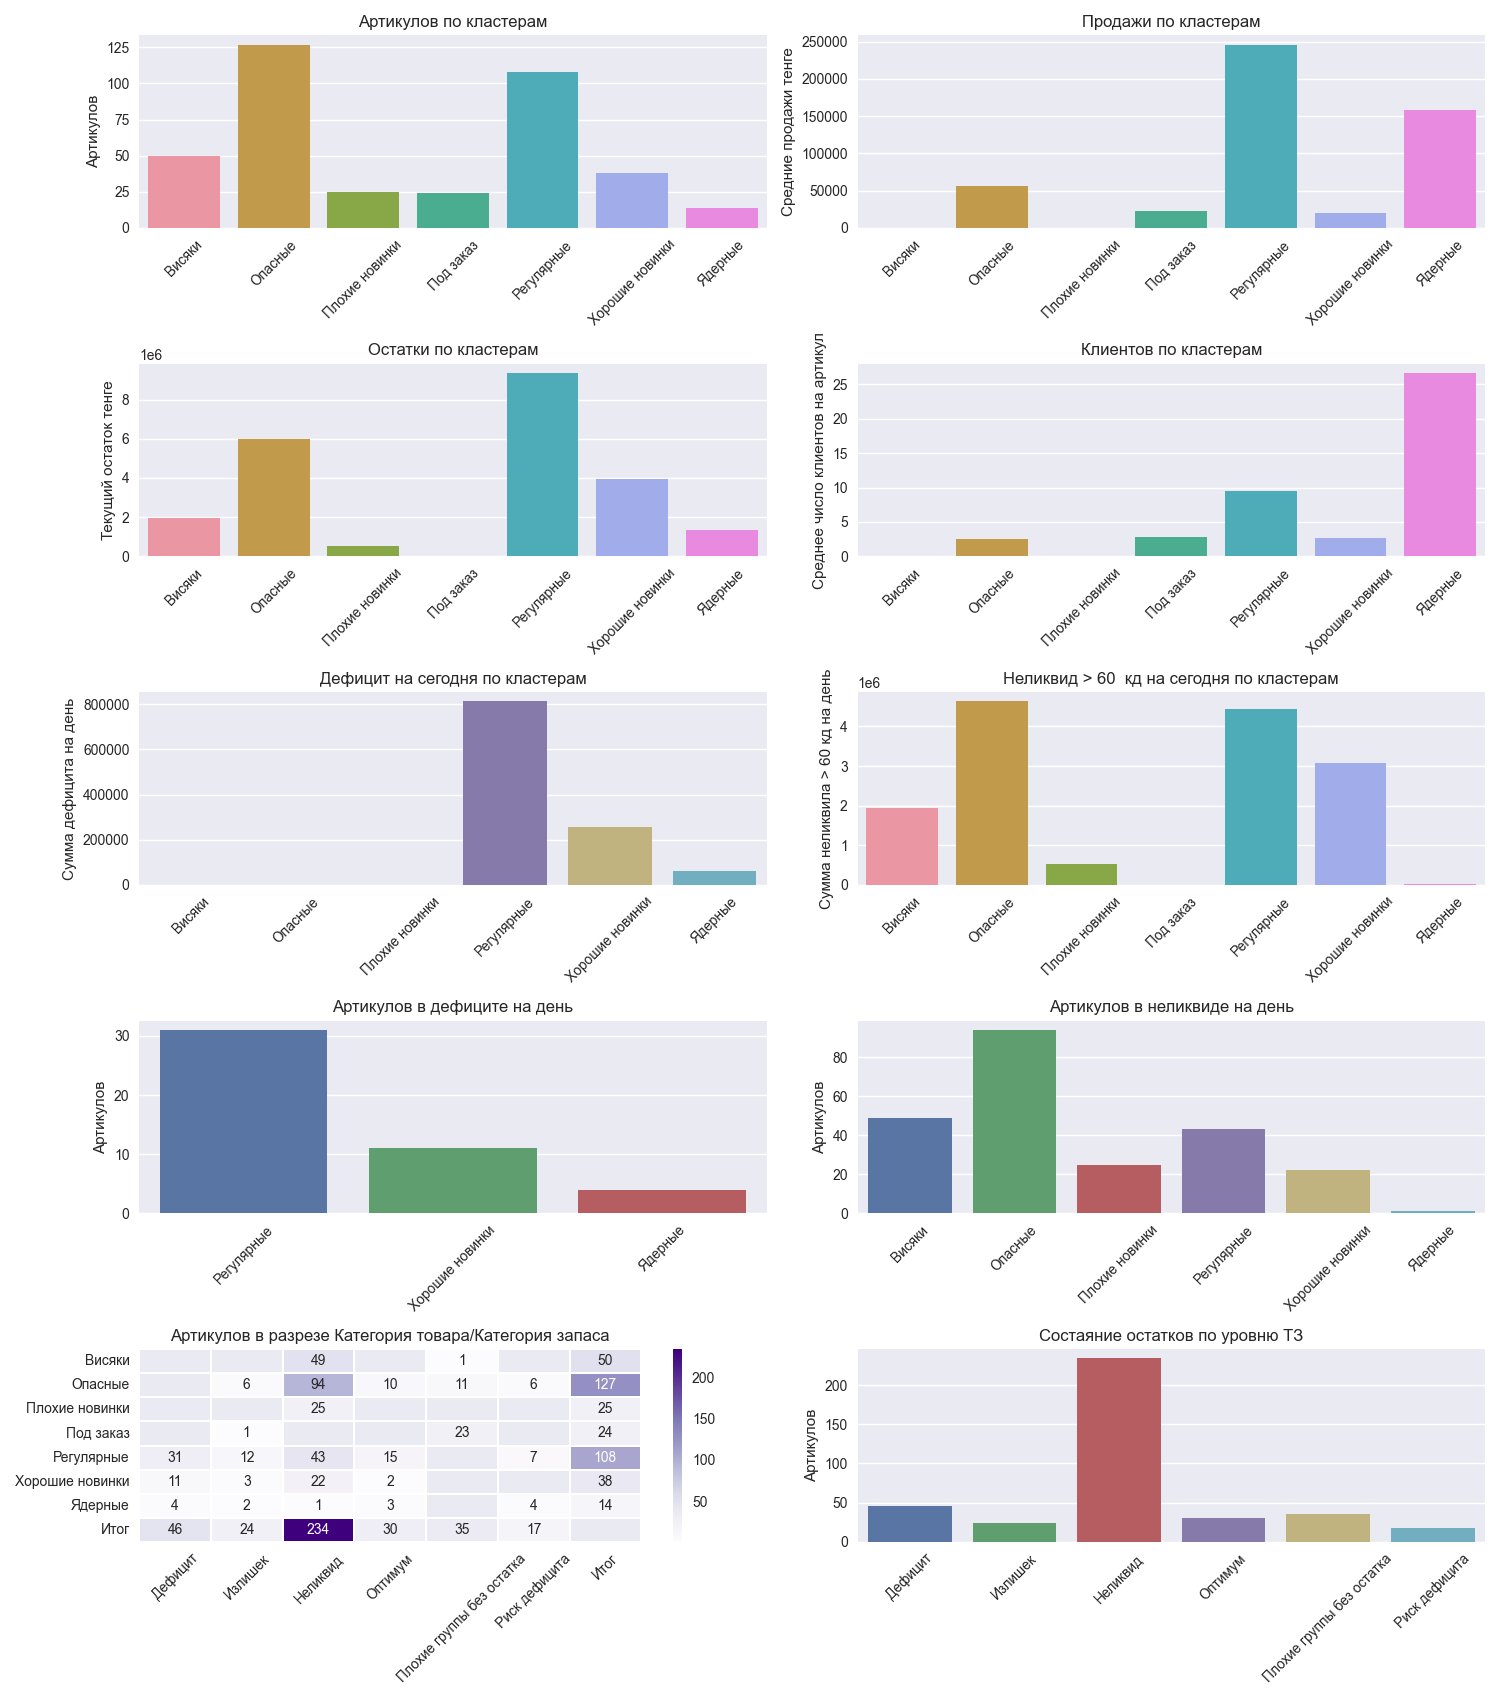 Артикулов по кластерам
Артикулов
125
100
75
50
25
0
Висяки
Опасные
Плохие новинки
Под заказ
Регулярные
Хорошие новинки
Ядерные
Продажи по кластерам
Средние продажи тенге
250000
200000
150000
100000
50000
0
Висяки
Опасные
Плохие новинки
Под заказ
Регулярные
Хорошие новинки
Ядерные
Остатки по кластерам
1e6
Текущий остаток тенге
8
6
4
2
0
Висяки
Опасные
Плохие новинки
Под заказ
Регулярные
Хорошие новинки
Ядерные
Клиентов по кластерам
Среднее число клиентов на артикул
25
20
15
10
5
0
Висяки
Опасные
Плохие новинки
Под заказ
Регулярные
Хорошие новинки
Ядерные
Дефицит на сегодня по кластерам
Сумма дефицита на день
800000
600000
400000
200000
0
Висяки
Опасные
Плохие новинки
Регулярные
Хорошие новинки
Ядерные
Неликвид > 60 кд на сегодня по кластерам
1e6
Сумма неликвила > 60 кд на день
4
3
2
1
0
Висяки
Опасные
Плохие новинки
Под заказ
Регулярные
Хорошие новинки
Ядерные
Артикулов в дефиците на день
Артикулов
30
20
10
0
Регулярные
Хорошие новинки
Ядерные
Артикулов в неликвиде на день
Артикулов
80
60
40
20
0
Висяки
Опасные
Плохие новинки
Регулярные
Хорошие новинки
Ядерные
Артикулов в разрезе Категория товара/Категория запаса
Висяки 49 1 50
Опасные 6 94 10 11 6 127
Плохие новинки 25 25
Под заказ 1 23 24
Регулярные 31 12 43 15 7 108
Хорошие новинки 11 3 22 2 38
Ядерные 4 2 1 3 4 14
Итог 46 24 234 30 35 17
Дефицит
Излишек
Неликвид
Оптимум
Плохие группы без остатка
Риск дефицита
Итог
200
150
100
50
Состаяние остатков по уровню ТЗ
Артикулов
200
150
100
50
0
Дефицит
Излишек
Неликвид
Оптимум
Плохие группы без остатка
Риск дефицита